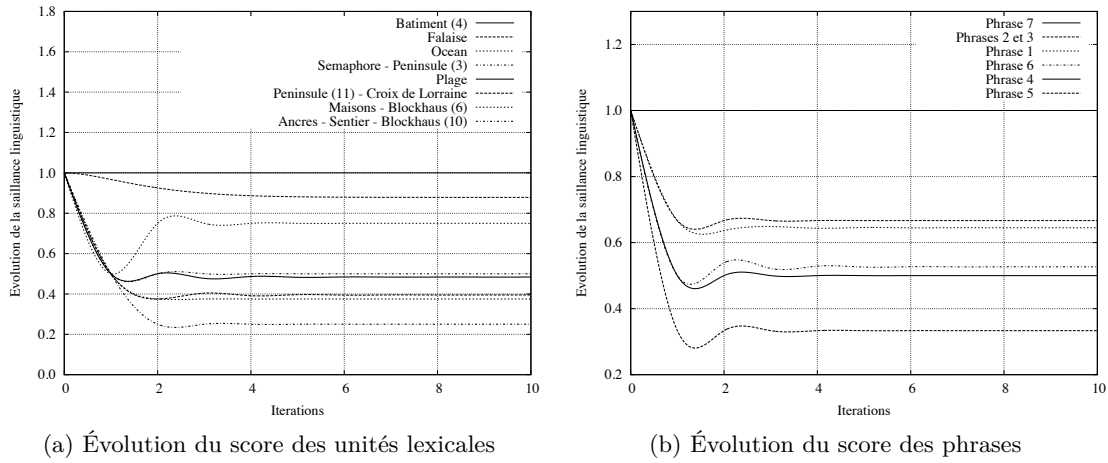 Evolution de la saillance linguistique
1.8
1.6
1.4
1.2
1.0
0.8
0.6
0.4
0.2
0.0
0 2 4 6 8 10
Iterations
Batiment (4)
Falaise
Ocean
Semaphore - Peninsule (3)
Plage
Peninsule (11) - Croix de Lorraine
Maisons - Blockhaus (6)
Ancres - Sentier - Blockhaus (10)
(a) Évolution du score des unités lexicales
Evolution de la saillance linguistique
1.2
1.0
0.8
0.6
0.4
0.2
0 2 4 6 8 10
Iterations
Phrase 7
Phrases 2 et 3
Phrase 1
Phrase 6
Phrase 4
Phrase 5
(b) Évolution du score des phrases